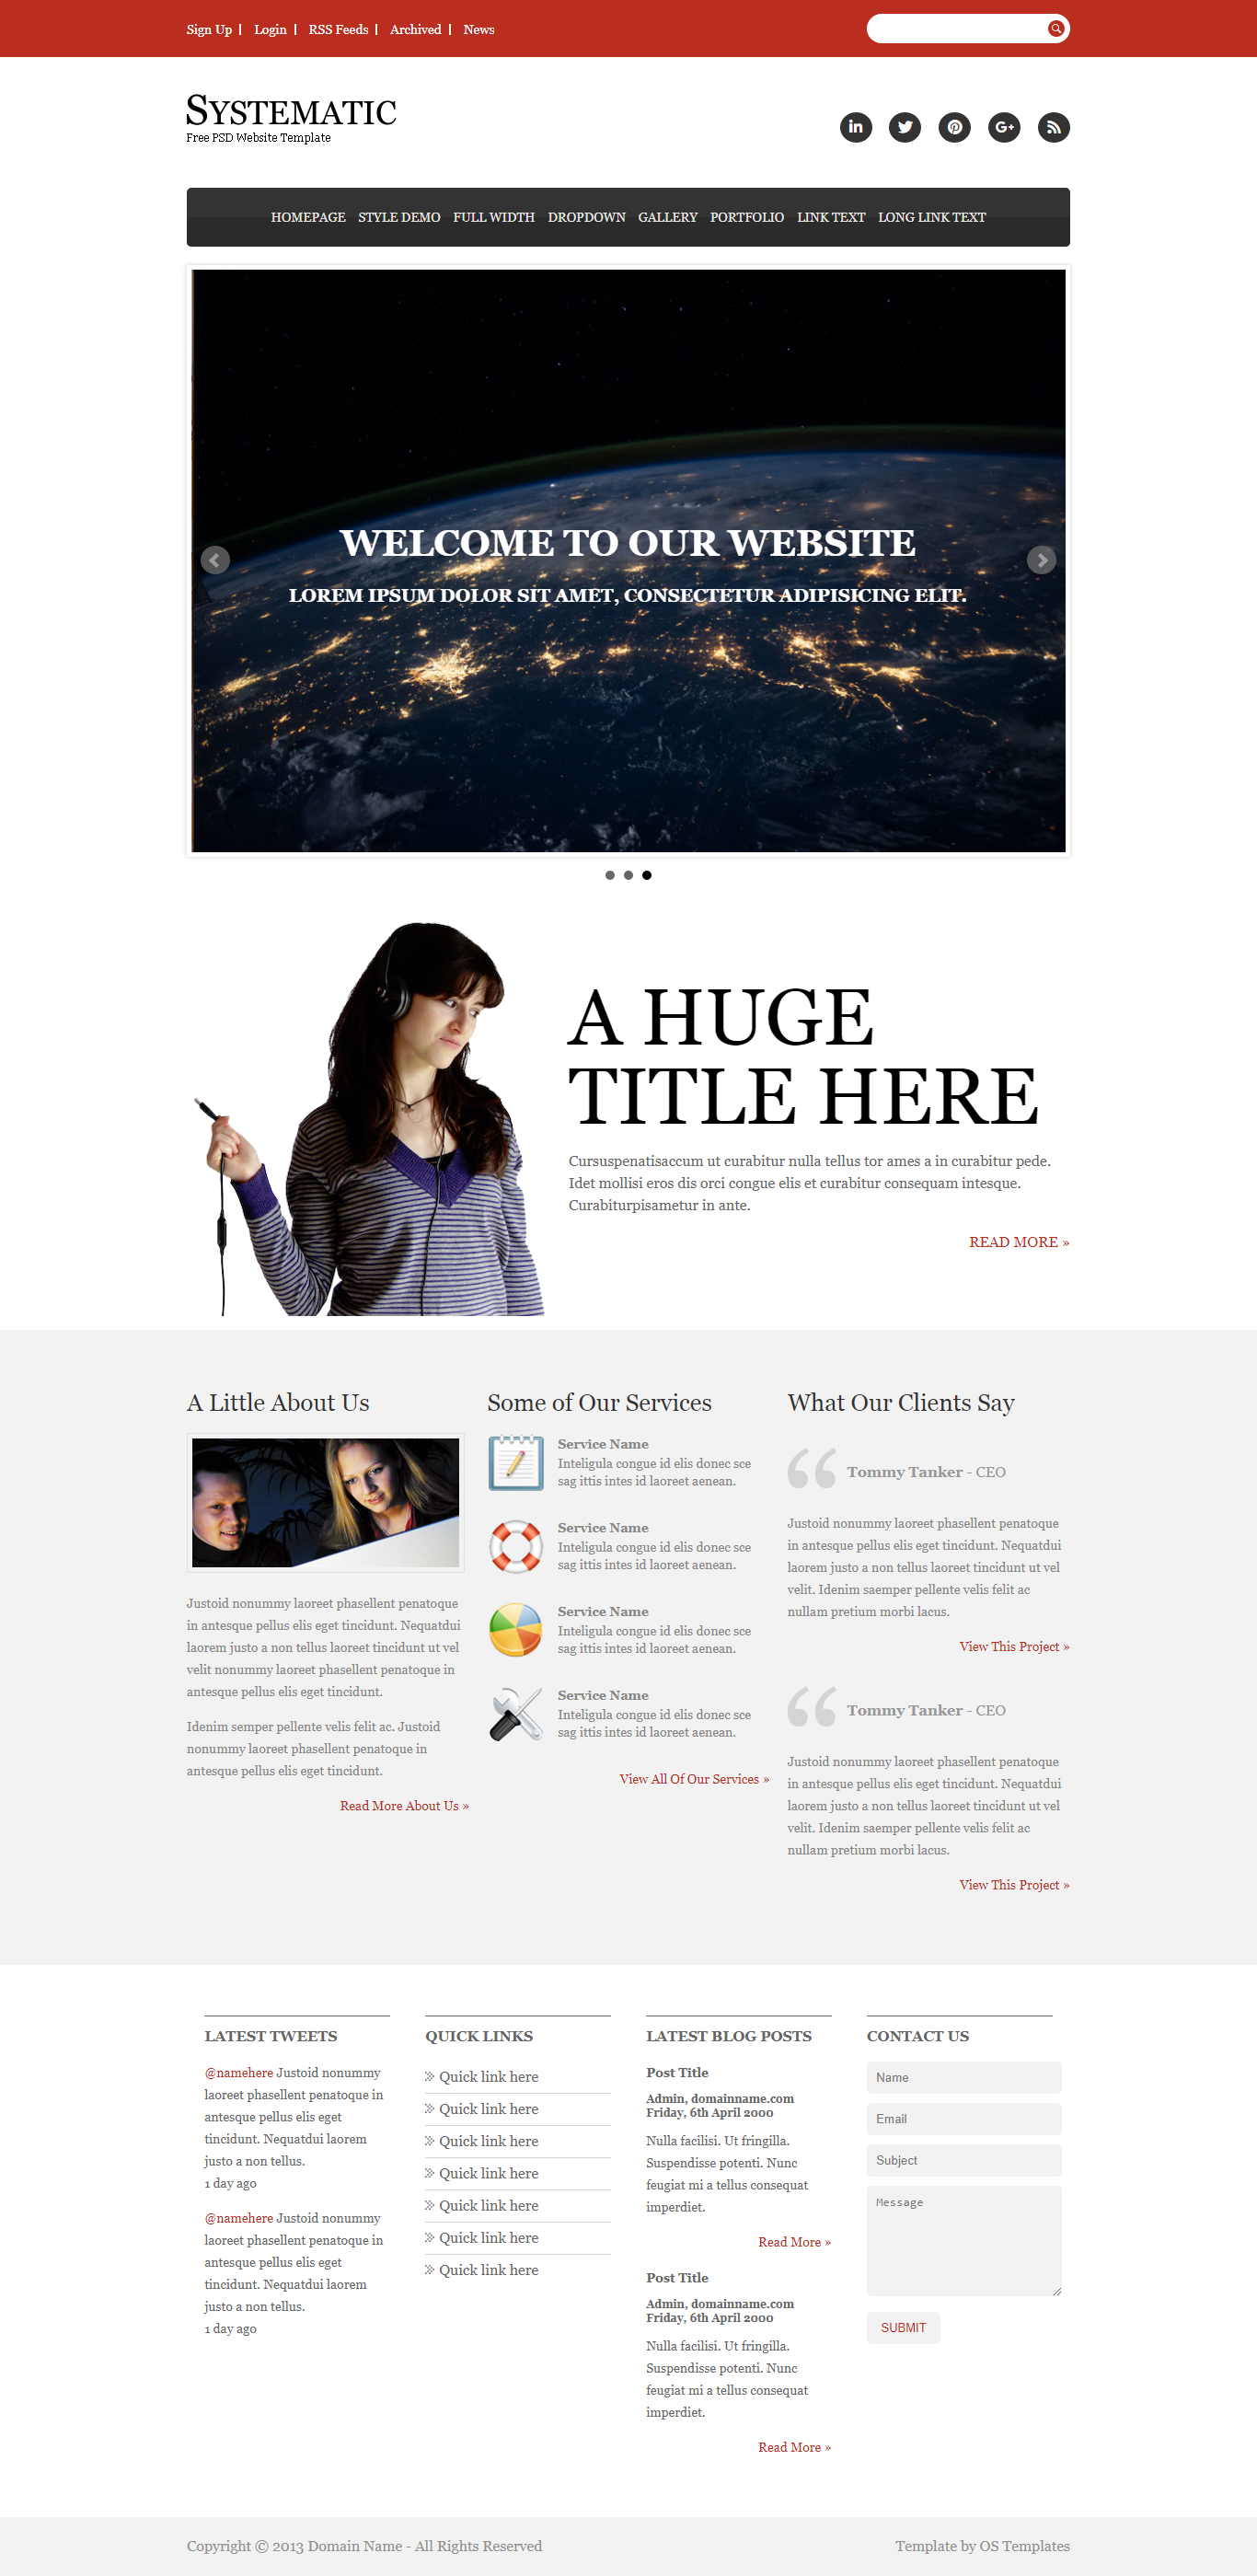 Sign Up | Login | RSS Feeds | Archived | News
SYSTEMATIC
Free PSD Website Template
HOMEPAGE STYLE DEMO FULL WIDTH DROPDOWN GALLERY PORTFOLIO LINK TEXT LONG LINK TEXT
WELCOME TO OUR WEBSITE
LOREM IPSUM DOLOR SIT AMET, CONSECTETUR ADIPISICING ELIT.
A HUGE
TITLE HERE
Cursuspenatisaccum ut curabitur nulla tellus tor ames a in curabitur pede.
Idet mollisi eros dis orci congue elis et curabitur consequam intesque.
Curabiturpisametur in ante.
READ MORE »
A Little About Us
Justoid nonummy laoreet phasellent penatoque
in antesque pellus elis eget tincidunt. Nequatdui
laorem justo a non tellus laoreet tincidunt ut vel
velit nonummy laoreet phasellent penatoque in
antesque pellus elis eget tincidunt.
Idenim semper pellente velis felit ac. Justoid
nonummy laoreet phasellent penatoque in
antesque pellus elis eget tincidunt.
Read More About Us »
Some of Our Services
Service Name
Inteligula congue id elis donec sce
sag ittis intes id laoreet aenean.
Service Name
Inteligula congue id elis donec sce
sag ittis intes id laoreet aenean.
Service Name
Inteligula congue id elis donec sce
sag ittis intes id laoreet aenean.
Service Name
Inteligula congue id elis donec sce
sag ittis intes id laoreet aenean.
View All Of Our Services »
What Our Clients Say
Tommy Tanker - CEO
Justoid nonummy laoreet phasellent penatoque
in antesque pellus elis eget tincidunt. Nequatdui
laorem justo a non tellus laoreet tincidunt ut vel
velit. Idenim saemper pellente velis felit ac
nullam pretium morbi lacus.
View This Project »
Tommy Tanker - CEO
Justoid nonummy laoreet phasellent penatoque
in antesque pellus elis eget tincidunt. Nequatdui
laorem justo a non tellus laoreet tincidunt ut vel
velit. Idenim saemper pellente velis felit ac
nullam pretium morbi lacus.
View This Project »
LATEST TWEETS
@namehere Justoid nonummy
laoreet phasellent penatoque in
antesque pellus elis eget
tincidunt. Nequatdui laorem
justo a non tellus.
1 day ago
@namehere Justoid nonummy
laoreet phasellent penatoque in
antesque pellus elis eget
tincidunt. Nequatdui laorem
justo a non tellus.
1 day ago
QUICK LINKS
Quick link here
Quick link here
Quick link here
Quick link here
Quick link here
Quick link here
Quick link here
LATEST BLOG POSTS
Post Title
Admin, domainname.com
Friday, 6th April 2000
Nulla facilisi. Ut fringilla.
Suspendisse potenti. Nunc
feugiat mi a tellus consequat
imperdiet.
Read More »
Post Title
Admin, domainname.com
Friday, 6th April 2000
Nulla facilisi. Ut fringilla.
Suspendisse potenti. Nunc
feugiat mi a tellus consequat
imperdiet.
Read More »
CONTACT US
Name
Email
Subject
Message
SUBMIT
Copyright © 2013 Domain Name - All Rights Reserved
Template by OS Templates